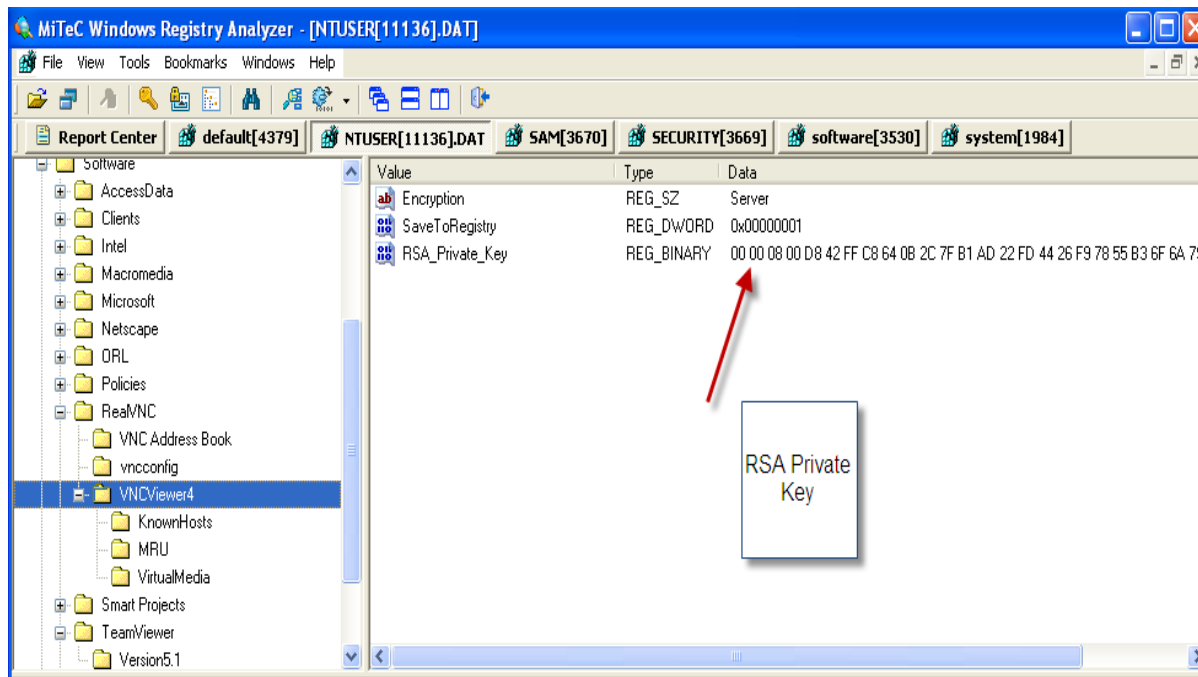 MiTeC Windows Registry Analyzer - [NTUSER[11136].DAT]
File View Tools Bookmarks Windows Help
Report Center default[4379] NTUSER[11136].DAT SAM[3670] SECURITY[3669] software[3530] system[1984]
Software
AccessData
Clients
Intel
Macromedia
Microsoft
Netscape
ORL
Policies
RealVNC
VNC Address Book
vncconfig
VNCViewer4
KnownHosts
MRU
VirtualMedia
Smart Projects
TeamViewer
Version5.1
Value Type Data
Encryption REG_SZ Server
SaveToRegistry REG_DWORD 0x00000001
RSA_Private_Key REG_BINARY 00 00 08 00 D8 42 FF C8 64 0B 2C 7F B1 AD 22 FD 44 26 F9 78 55 B3 6F 6A
RSA Private
Key